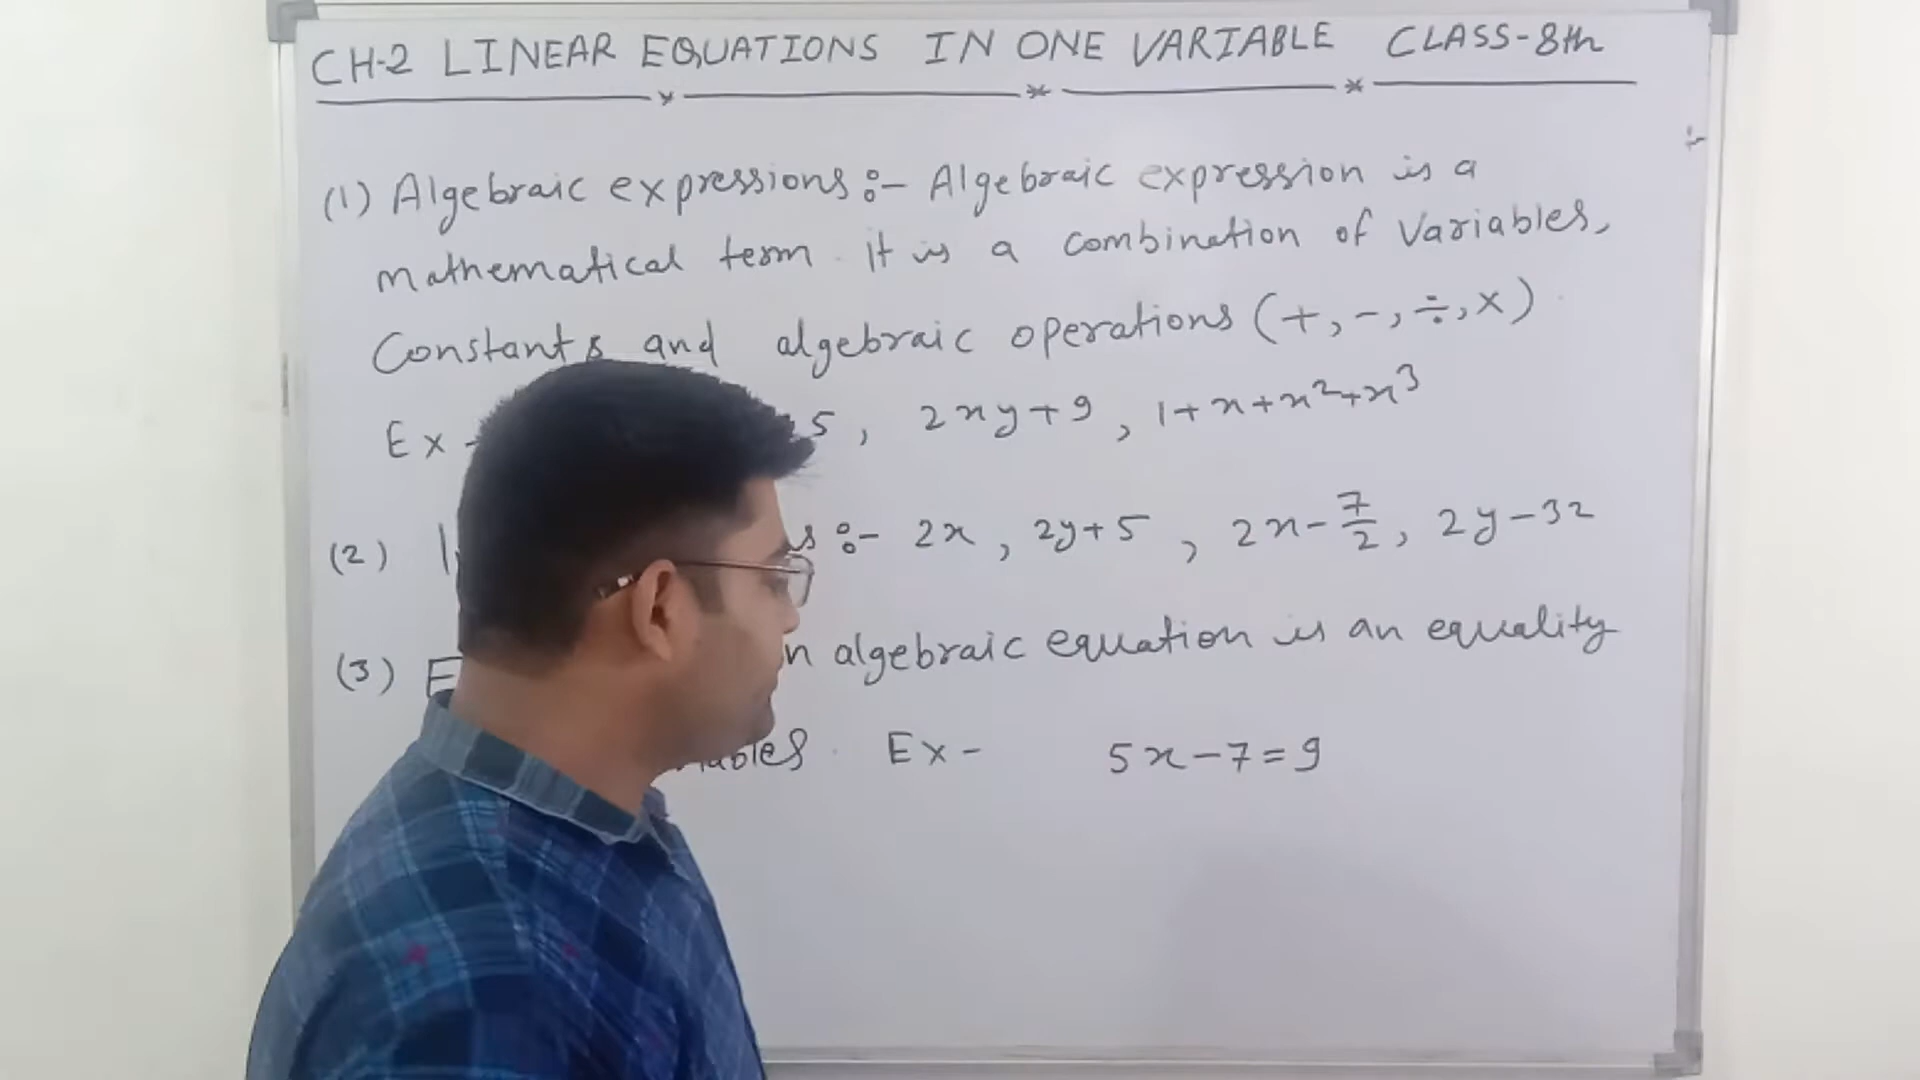 CH-2 LINEAR EQUATIONS IN ONE VARIABLE CLASS-8th
(1) Algebraic expressions :- Algebraic expression is a
mathematical term it is a combination of Variables,
Constants and algebraic operations (+, -, ÷, ×).
Ex - 5, 2xy+9, 1+x+x²+x³
(2) :- 2x, 2y+5, 2x-7/2, 2y-32
(3) algebraic equation is an equality
Ex - 5x-7=9